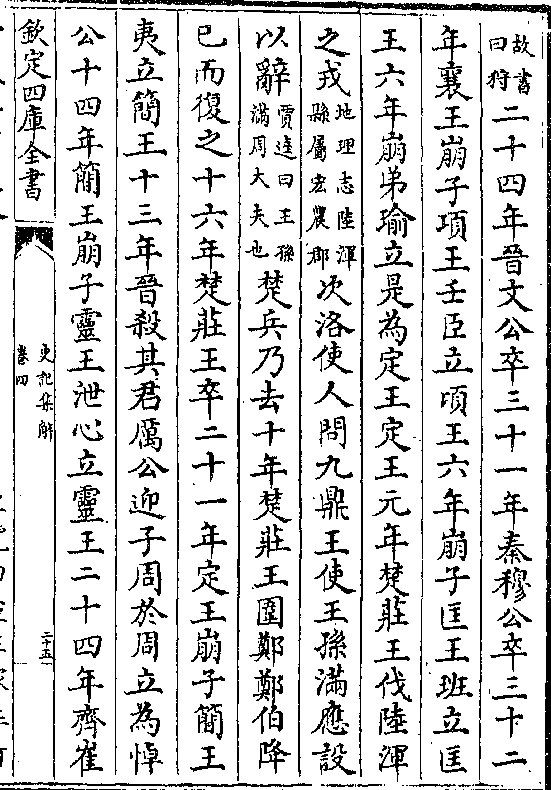 故書
曰狩
二十四年晉文公卒三十一年秦穆公卒三十二
年襄王崩子項王壬臣立項王六年崩子匡王班立匡
王六年崩弟瑜立是為定王定王元年楚莊王伐陸渾
之戎
地理志陸渾
縣屬宏農郡
次洛使人問九鼎王使王孫滿應設
以辭
賈逵曰王孫
滿周大夫也
楚兵乃去十年楚莊王圍鄭鄭伯降
已而復之十六年楚莊王卒二十一年定王崩子簡王
夷立簡王十三年晉殺其君厲公迎子周於周立為悼
公十四年簡王崩子靈王泄心立靈王二十四年齊崔
欽定四庫全書
史記集解
卷四
二十五